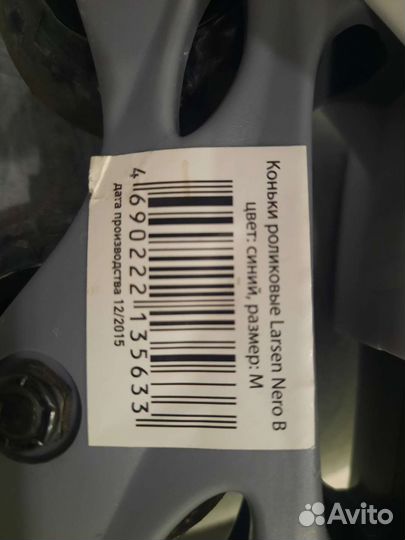 Коньки роликовые Larsen Nero B
цвет: синий, размер: M
4 690222 135633
дата производства 12/2015
Avito